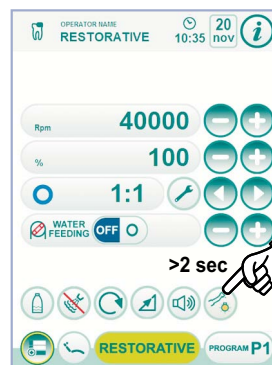 OPERATOR NAME
RESTORATIVE
10:35
20
nov
i
Rpm
40000
%
100
1:1
WATER
FEEDING
OFF
>2 sec
RESTORATIVE
PROGRAM P1